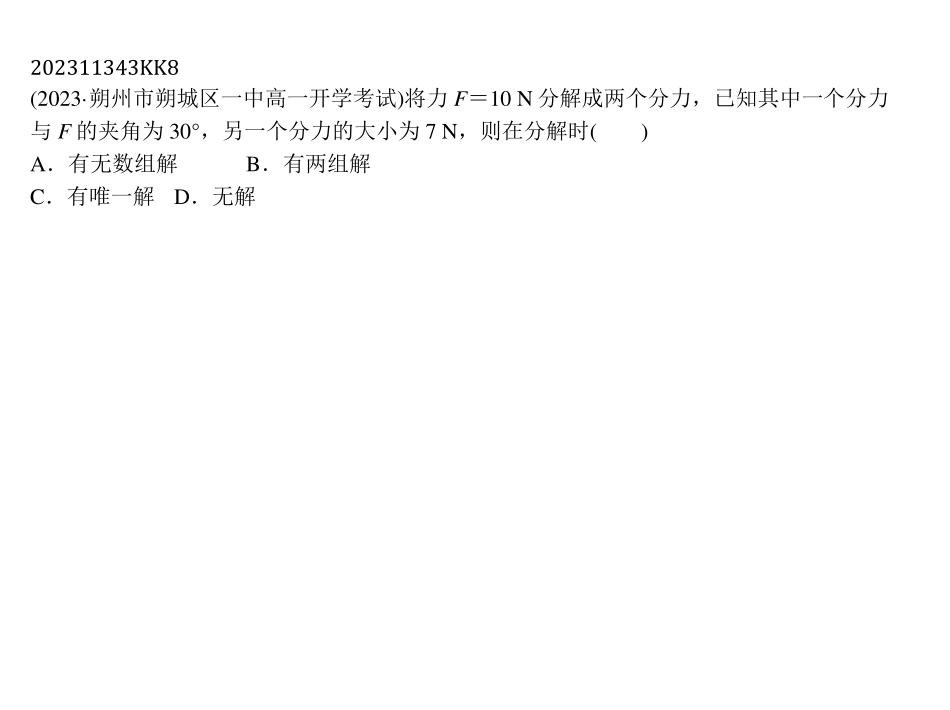 202311343KK8
(2023·朔州市朔城区一中高一开学考试)将力 F＝10 N 分解成两个分力，已知其中一个分力
与 F 的夹角为 30°，另一个分力的大小为 7 N，则在分解时(　　)
A．有无数组解　　　B．有两组解
C．有唯一解　D．无解